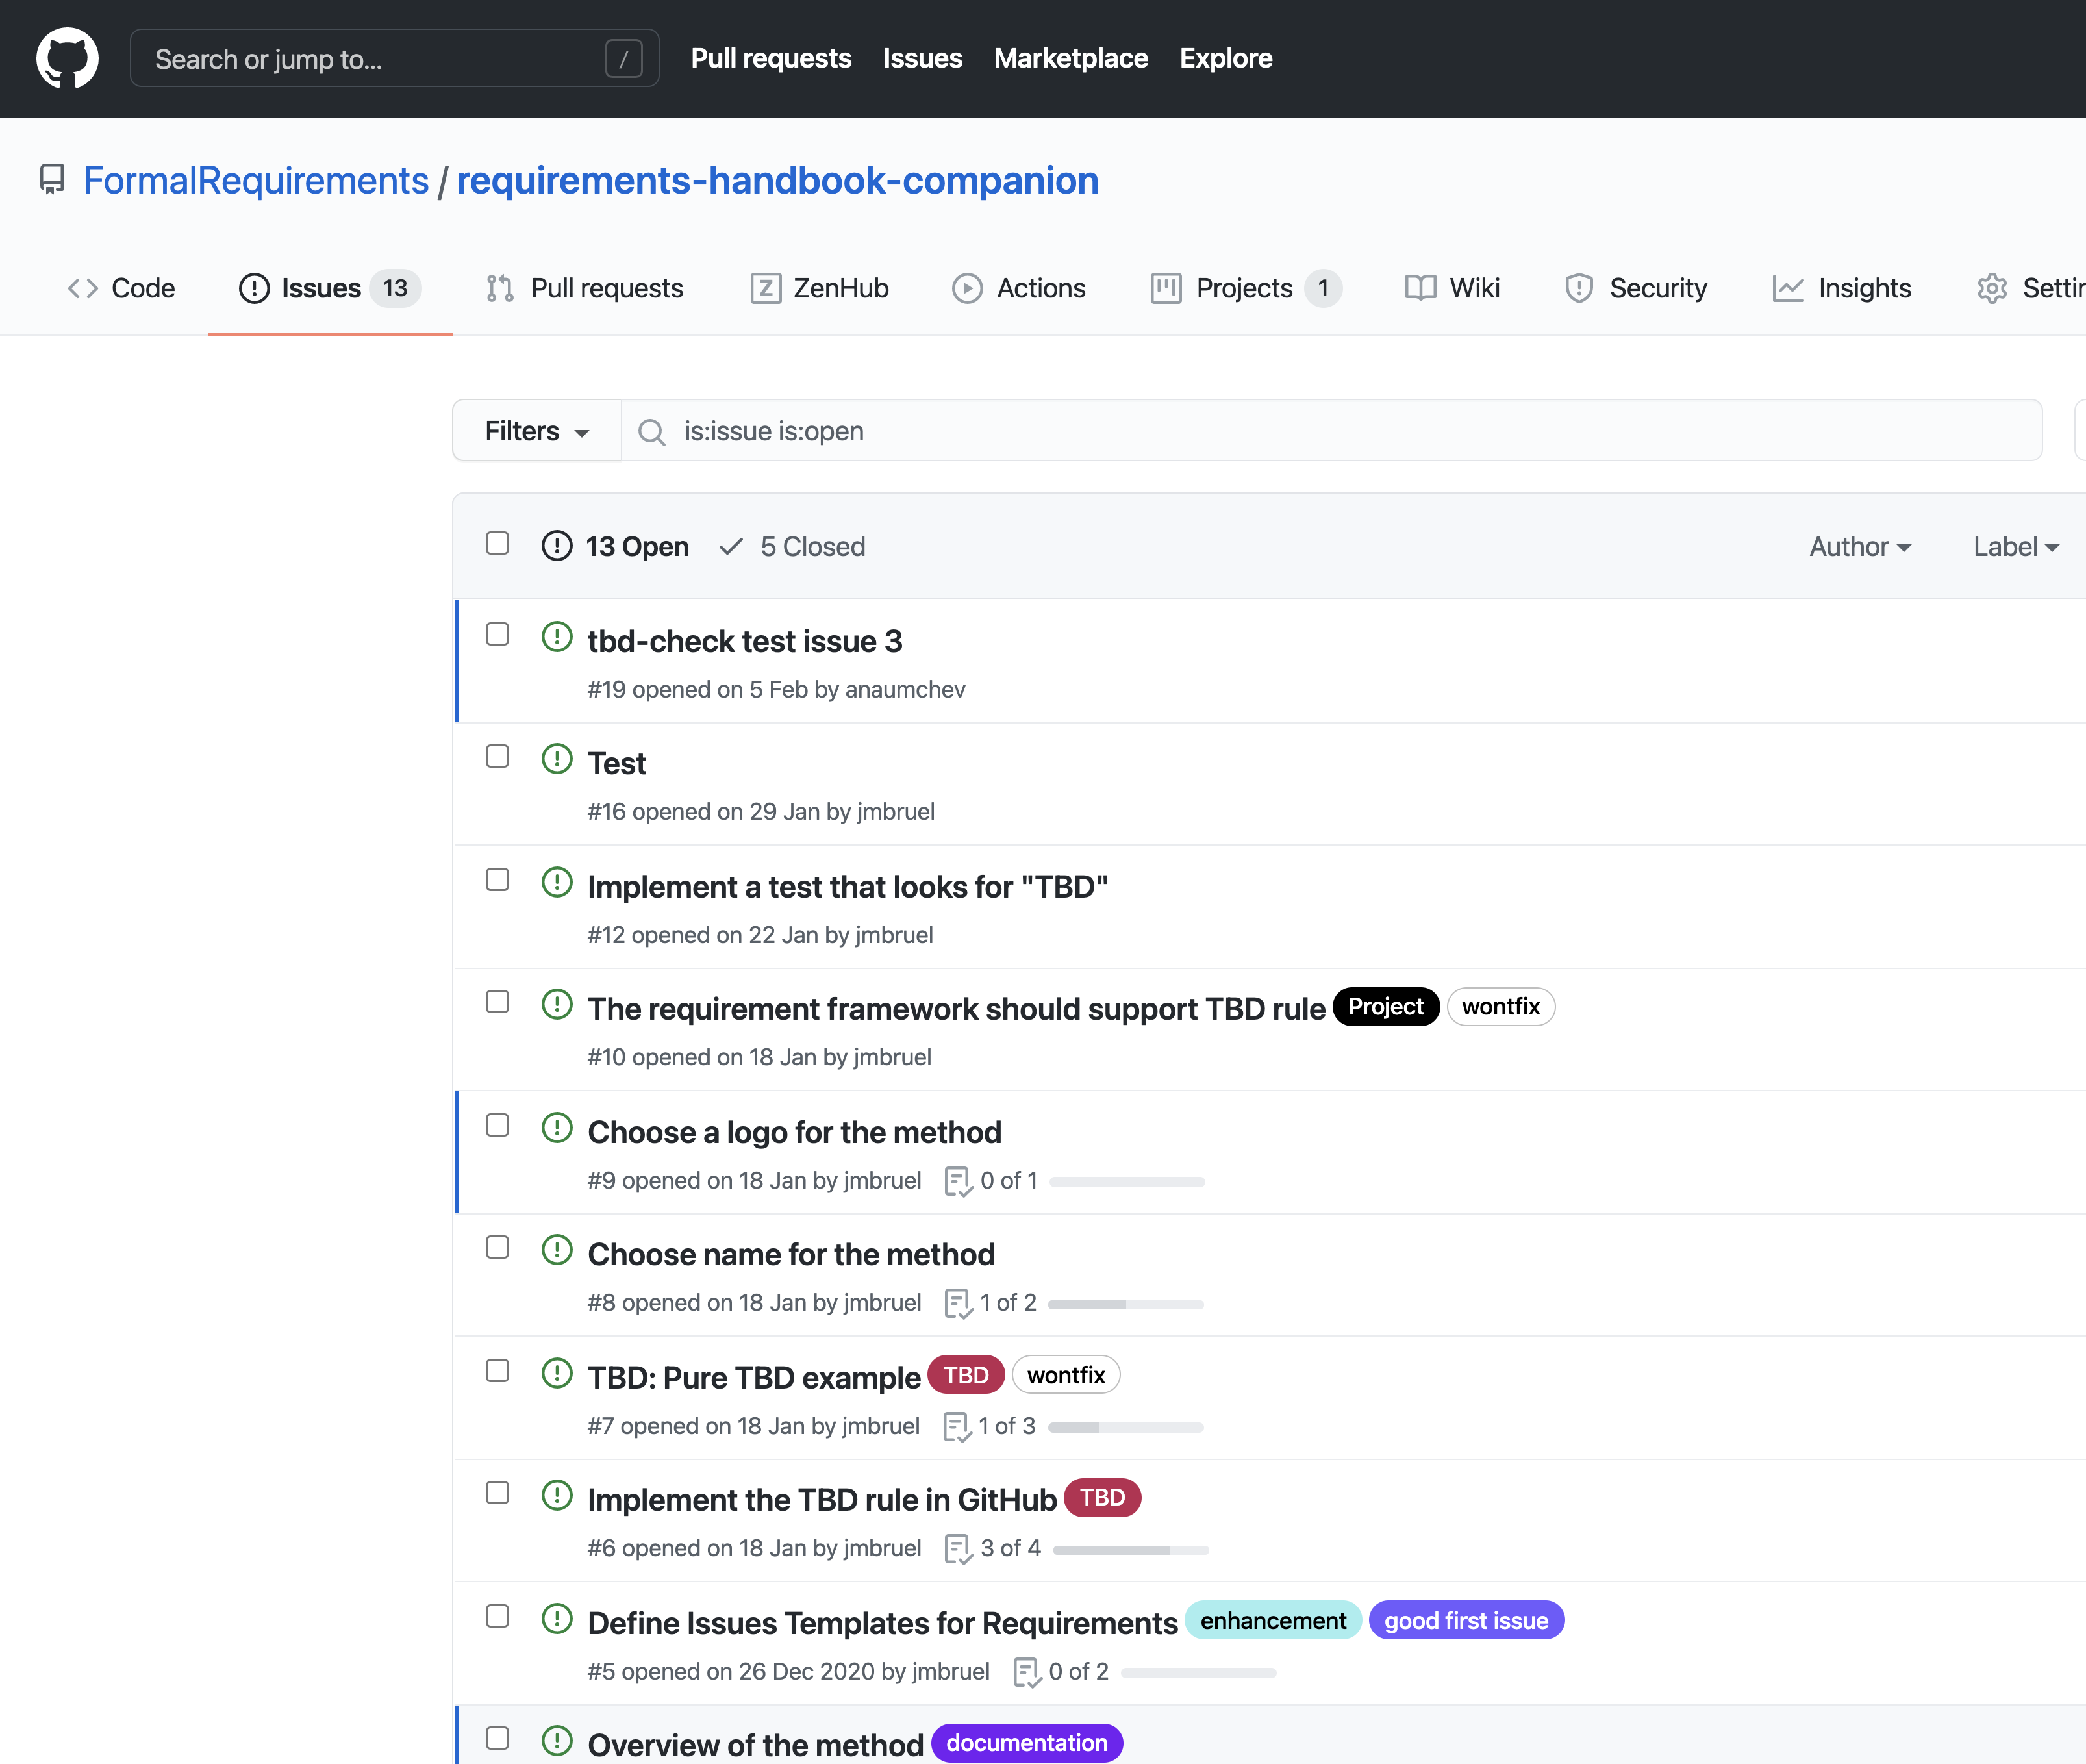 Search or jump to... / Pull requests Issues Marketplace Explore
FormalRequirements / requirements-handbook-companion
Code Issues 13 Pull requests ZenHub Actions Projects 1 Wiki Security Insights Settin
Filters is:issue is:open
13 Open 5 Closed Author Label
tbd-check test issue 3
#19 opened on 5 Feb by anaumchev
Test
#16 opened on 29 Jan by jmbruel
Implement a test that looks for "TBD"
#12 opened on 22 Jan by jmbruel
The requirement framework should support TBD rule Project wontfix
#10 opened on 18 Jan by jmbruel
Choose a logo for the method
#9 opened on 18 Jan by jmbruel 0 of 1
Choose name for the method
#8 opened on 18 Jan by jmbruel 1 of 2
TBD: Pure TBD example TBD wontfix
#7 opened on 18 Jan by jmbruel 1 of 3
Implement the TBD rule in GitHub TBD
#6 opened on 18 Jan by jmbruel 3 of 4
Define Issues Templates for Requirements enhancement good first issue
#5 opened on 26 Dec 2020 by jmbruel 0 of 2
Overview of the method documentation